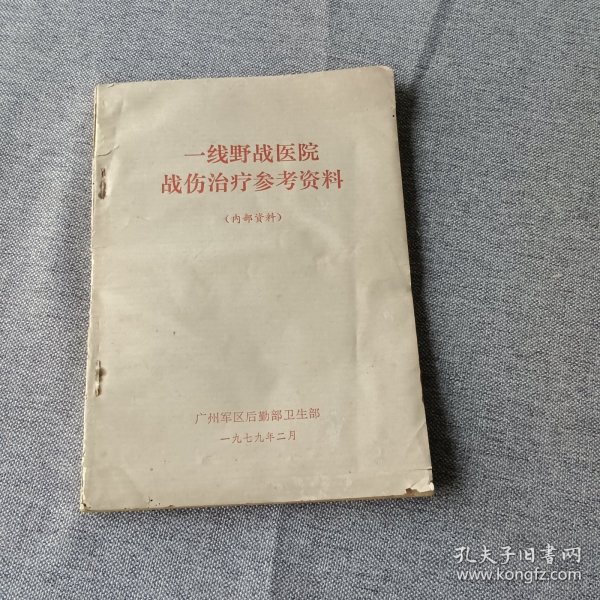 一线野战医院
战伤治疗参考资料
(内部资料)
广州军区后勤部卫生部
一九七九年二月
孔夫子旧书网
www.kongfz.com